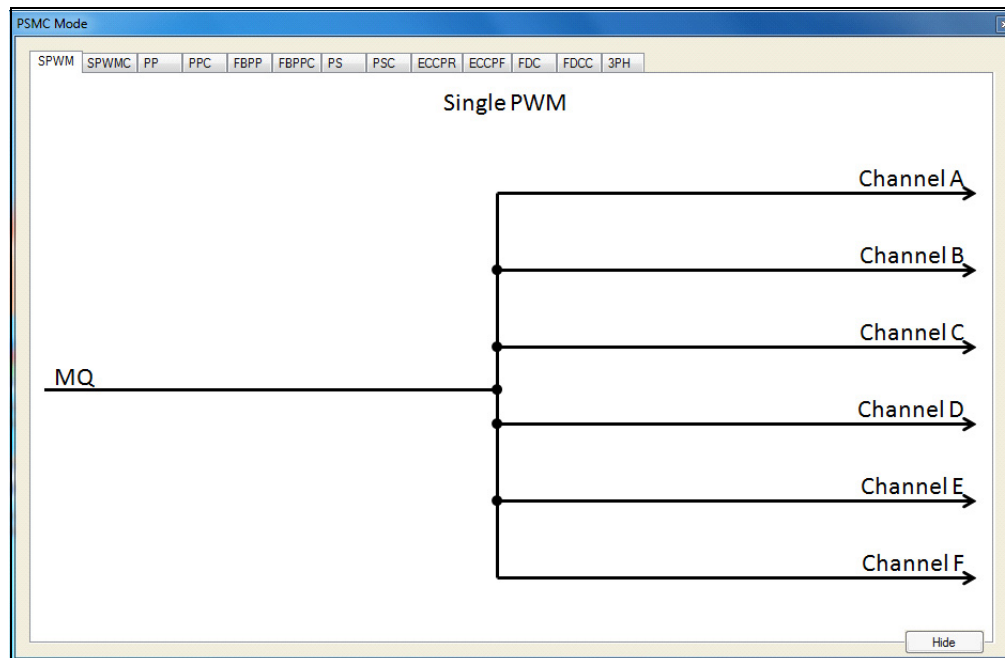 PSMC Mode
SPWM SPWMC PP PPC FBPP FBPPC PS PSC ECCPR ECCPF FDC FDCC 3PH
Single PWM
Channel A
Channel B
Channel C
MQ
Channel D
Channel E
Channel F
Hide